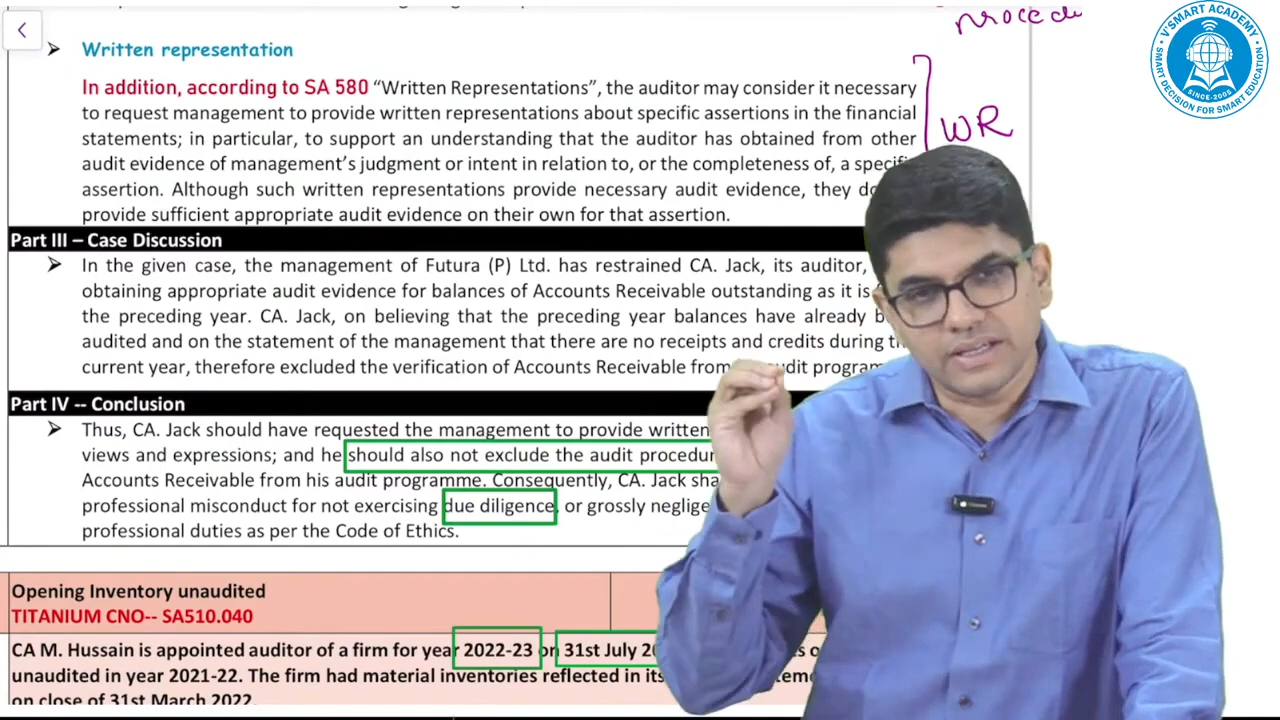 procedu
Written representation
In addition, according to SA 580 “Written Representations”, the auditor may consider it necessary
to request management to provide written representations about specific assertions in the financial
statements; in particular, to support an understanding that the auditor has obtained from other
audit evidence of management’s judgment or intent in relation to, or the completeness of, a specific
assertion. Although such written representations provide necessary audit evidence, they do
provide sufficient appropriate audit evidence on their own for that assertion.
WR
Part III – Case Discussion
In the given case, the management of Futura (P) Ltd. has restrained CA. Jack, its auditor,
obtaining appropriate audit evidence for balances of Accounts Receivable outstanding as it is
the preceding year. CA. Jack, on believing that the preceding year balances have already b
audited and on the statement of the management that there are no receipts and credits during th
current year, therefore excluded the verification of Accounts Receivable from audit program
Part IV -- Conclusion
Thus, CA. Jack should have requested the management to provide written
views and expressions; and he should also not exclude the audit procedur
Accounts Receivable from his audit programme. Consequently, CA. Jack sha
professional misconduct for not exercising due diligence, or grossly neglige
professional duties as per the Code of Ethics.
Opening Inventory unaudited
TITANIUM CNO-- SA510.040
CA M. Hussain is appointed auditor of a firm for year 2022-23 on 31st July 20
unaudited in year 2021-22. The firm had material inventories reflected in its
on close of 31st March 2022.
V'SMART ACADEMY
SINCE-2005
SMART DECISION FOR SMART EDUCATION